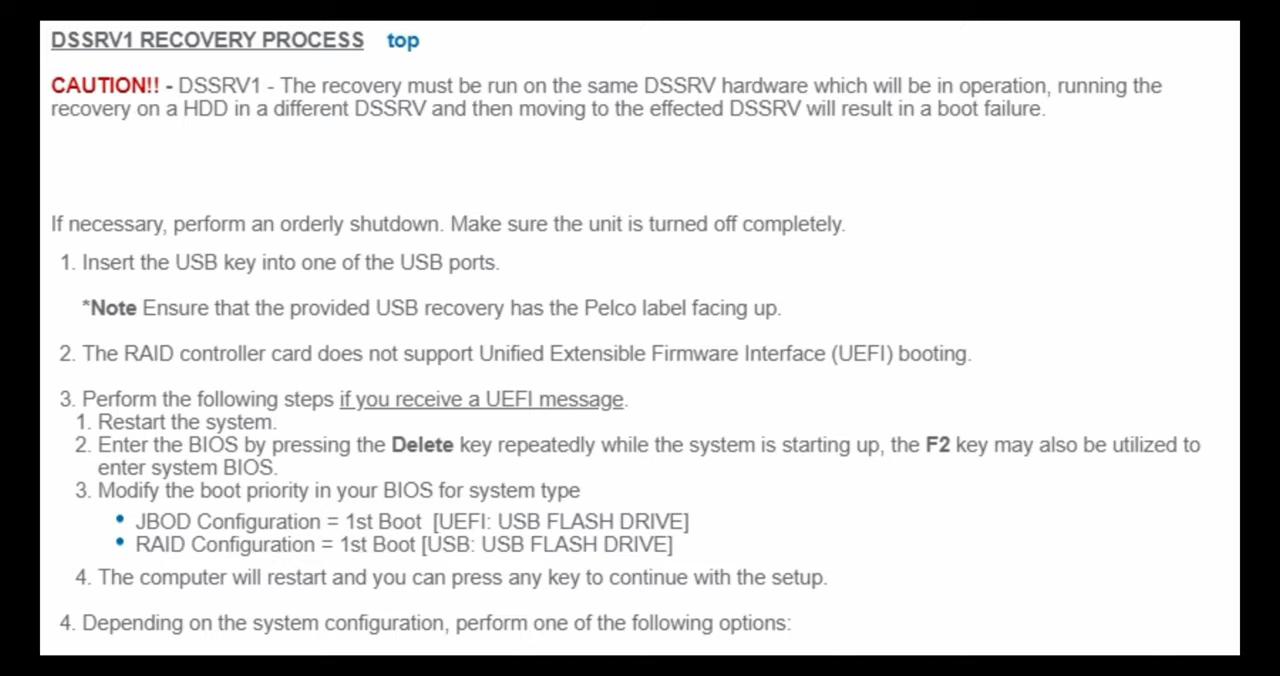 DSSRV1 RECOVERY PROCESS top
CAUTION!! - DSSRV1 - The recovery must be run on the same DSSRV hardware which will be in operation, running the
recovery on a HDD in a different DSSRV and then moving to the effected DSSRV will result in a boot failure.
If necessary, perform an orderly shutdown. Make sure the unit is turned off completely.
1. Insert the USB key into one of the USB ports.
*Note Ensure that the provided USB recovery has the Pelco label facing up.
2. The RAID controller card does not support Unified Extensible Firmware Interface (UEFI) booting.
3. Perform the following steps if you receive a UEFI message.
1. Restart the system.
2. Enter the BIOS by pressing the Delete key repeatedly while the system is starting up, the F2 key may also be utilized to
enter system BIOS.
3. Modify the boot priority in your BIOS for system type
• JBOD Configuration = 1st Boot [UEFI: USB FLASH DRIVE]
• RAID Configuration = 1st Boot [USB: USB FLASH DRIVE]
4. The computer will restart and you can press any key to continue with the setup.
4. Depending on the system configuration, perform one of the following options: